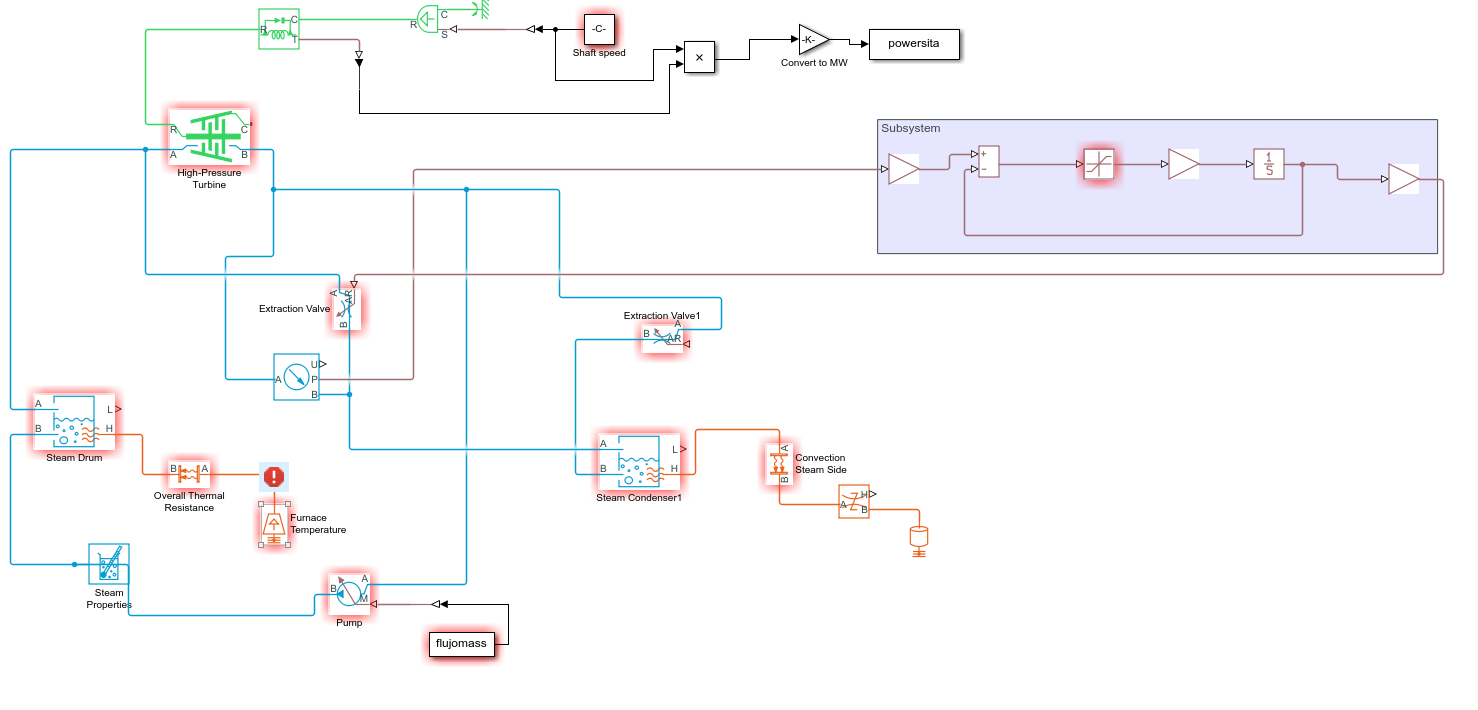 C
R
C
R
T
S
-C-
Shaft speed
×
-K-
Convert to MW
powersita
R
C
A
B
High-Pressure
Turbine
Subsystem
+
−
1
S
A
AR
B
Extraction Valve
Extraction Valve1
A
B
AR
U
A
P
B
A
L
B
H
Steam Drum
B
A
Overall Thermal
Resistance
!
Furnace
Temperature
A
L
B
H
Steam Condenser1
A
B
Convection
Steam Side
H
A
B
Steam
Properties
A
B
M
Pump
flujomass